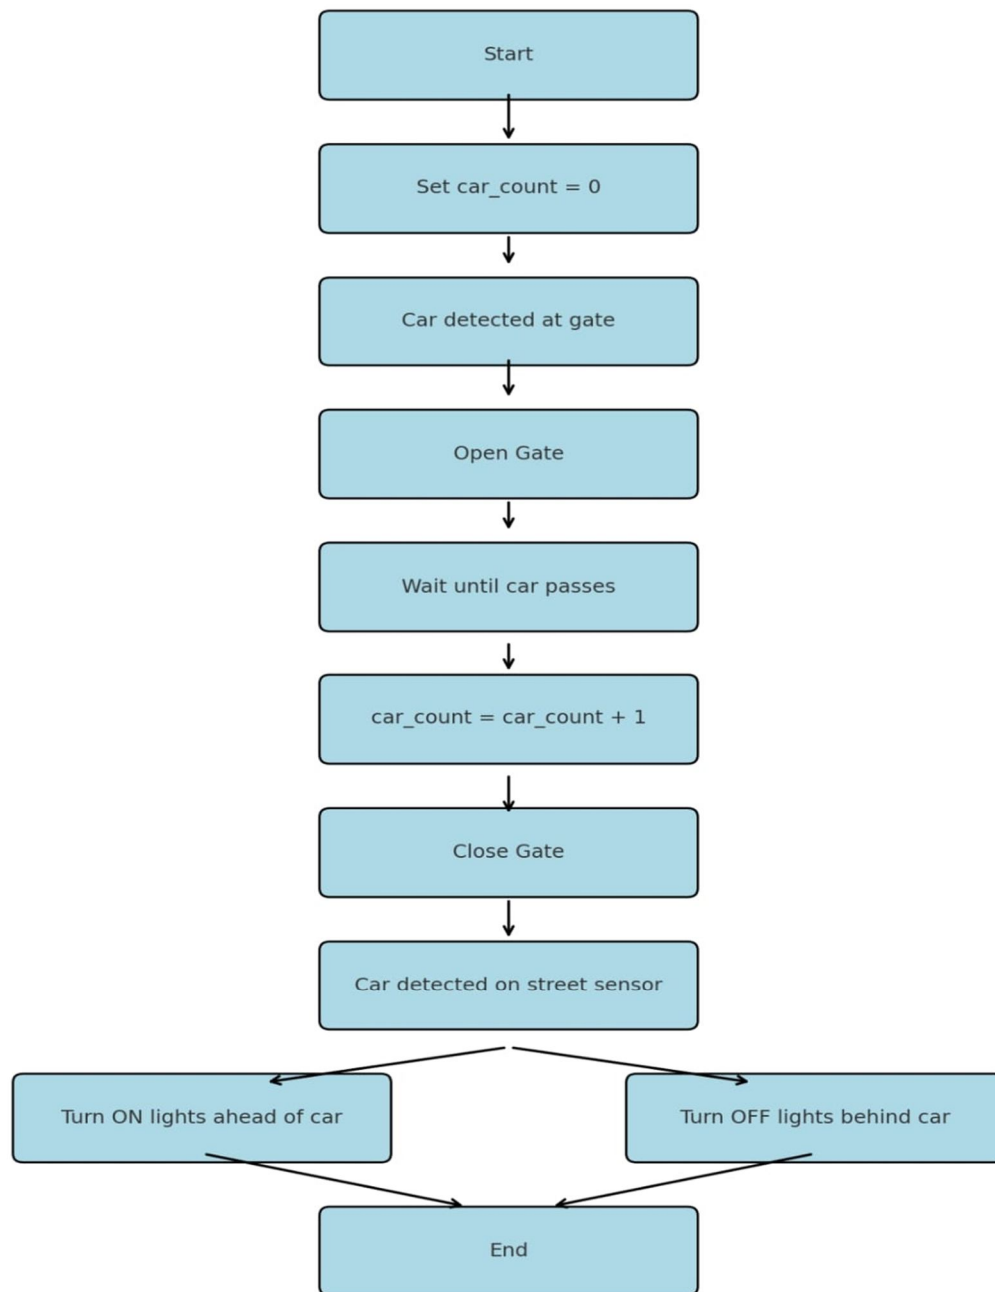 Start
Set car_count = 0
Car detected at gate
Open Gate
Wait until car passes
car_count = car_count + 1
Close Gate
Car detected on street sensor
Turn ON lights ahead of car
Turn OFF lights behind car
End